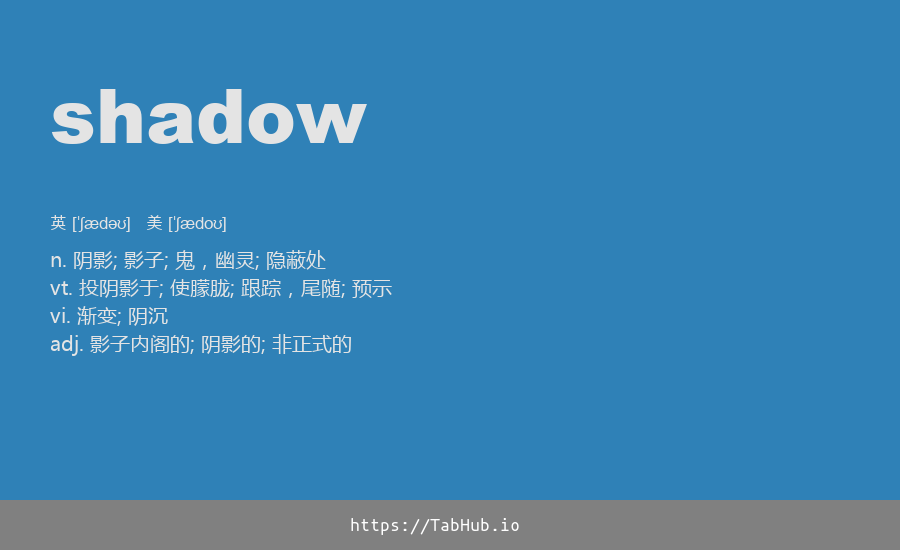 shadow
英 [ˈʃædəʊ] 美 [ˈʃædoʊ]
n. 阴影; 影子; 鬼，幽灵; 隐蔽处
vt. 投阴影于; 使朦胧; 跟踪，尾随; 预示
vi. 渐变; 阴沉
adj. 影子内阁的; 阴影的; 非正式的
https://TabHub.io